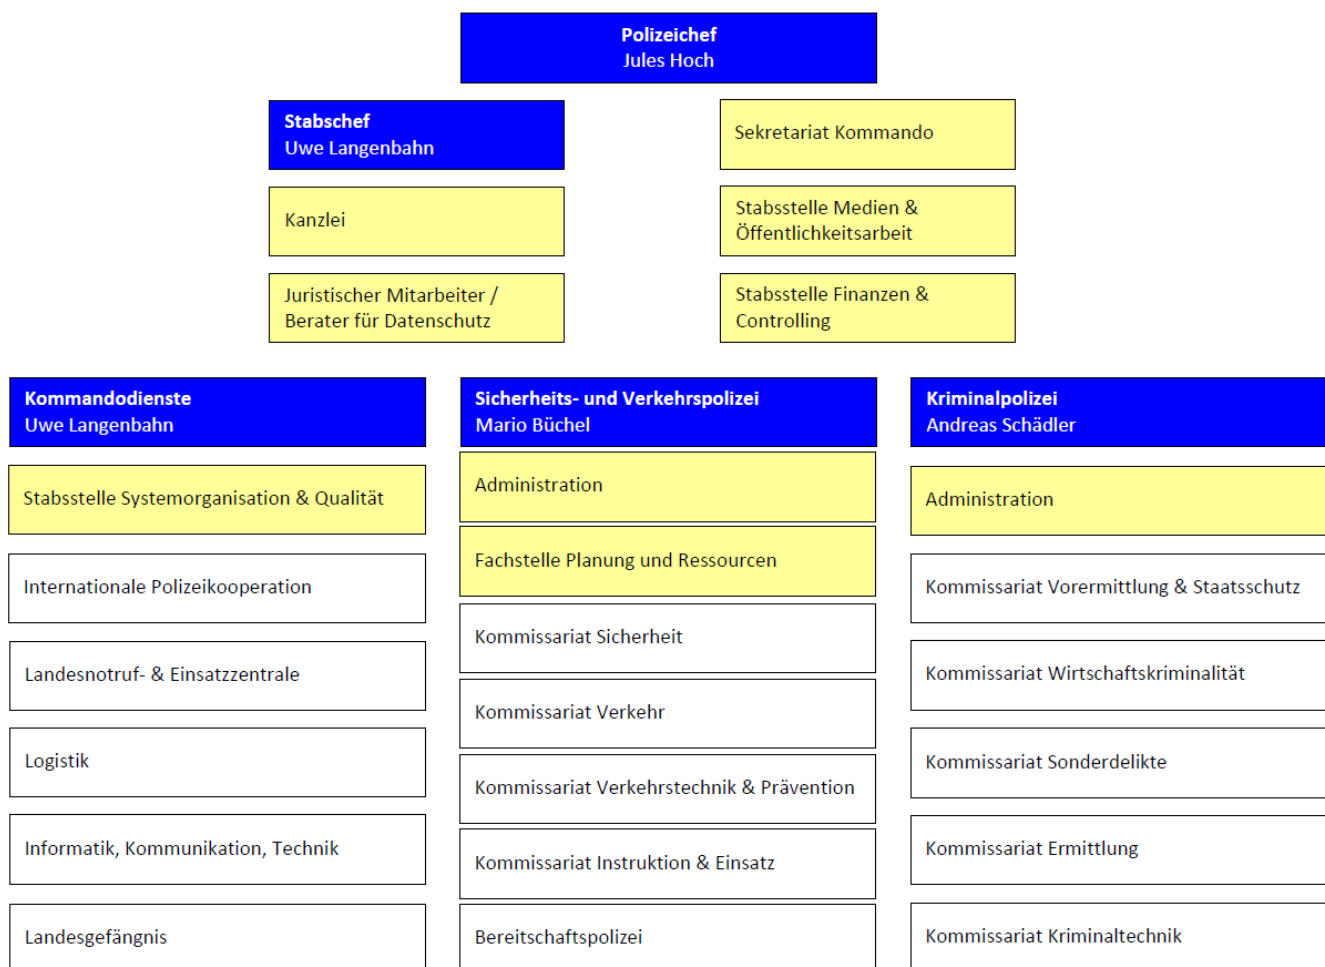 Polizeichef
Jules Hoch
Stabschef
Uwe Langenbahn
Sekretariat Kommando
Kanzlei
Stabsstelle Medien &
Öffentlichkeitsarbeit
Juristischer Mitarbeiter /
Berater für Datenschutz
Stabsstelle Finanzen &
Controlling
Kommandodienste
Uwe Langenbahn
Stabsstelle Systemorganisation & Qualität
Internationale Polizeikooperation
Landesnotruf- & Einsatzzentrale
Logistik
Informatik, Kommunikation, Technik
Landesgefängnis
Sicherheits- und Verkehrspolizei
Mario Büchel
Administration
Fachstelle Planung und Ressourcen
Kommissariat Sicherheit
Kommissariat Verkehr
Kommissariat Verkehrstechnik & Prävention
Kommissariat Instruktion & Einsatz
Bereitschaftspolizei
Kriminalpolizei
Andreas Schädler
Administration
Kommissariat Vorermittlung & Staatsschutz
Kommissariat Wirtschaftskriminalität
Kommissariat Sonderdelikte
Kommissariat Ermittlung
Kommissariat Kriminaltechnik